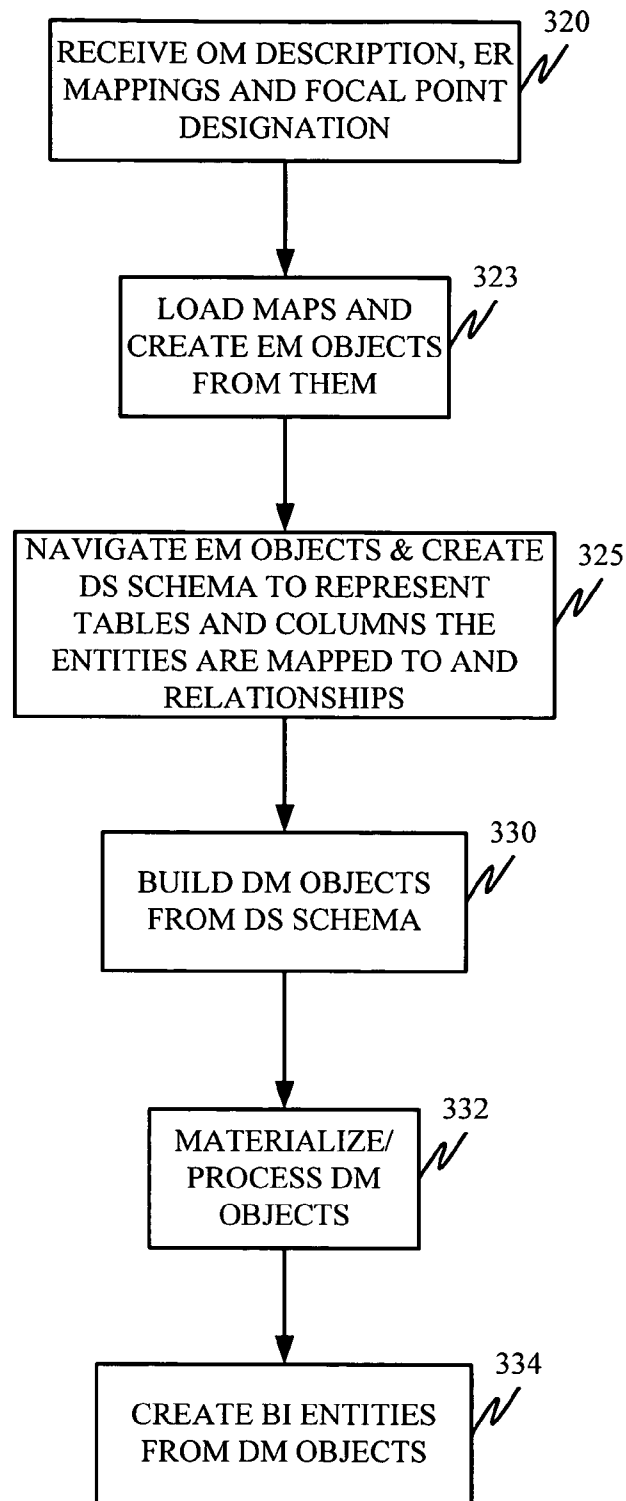 320
RECEIVE OM DESCRIPTION, ER
MAPPINGS AND FOCAL POINT
DESIGNATION
323
LOAD MAPS AND
CREATE EM OBJECTS
FROM THEM
325
NAVIGATE EM OBJECTS & CREATE
DS SCHEMA TO REPRESENT
TABLES AND COLUMNS THE
ENTITIES ARE MAPPED TO AND
RELATIONSHIPS
330
BUILD DM OBJECTS
FROM DS SCHEMA
332
MATERIALIZE/
PROCESS DM
OBJECTS
334
CREATE BI ENTITIES
FROM DM OBJECTS